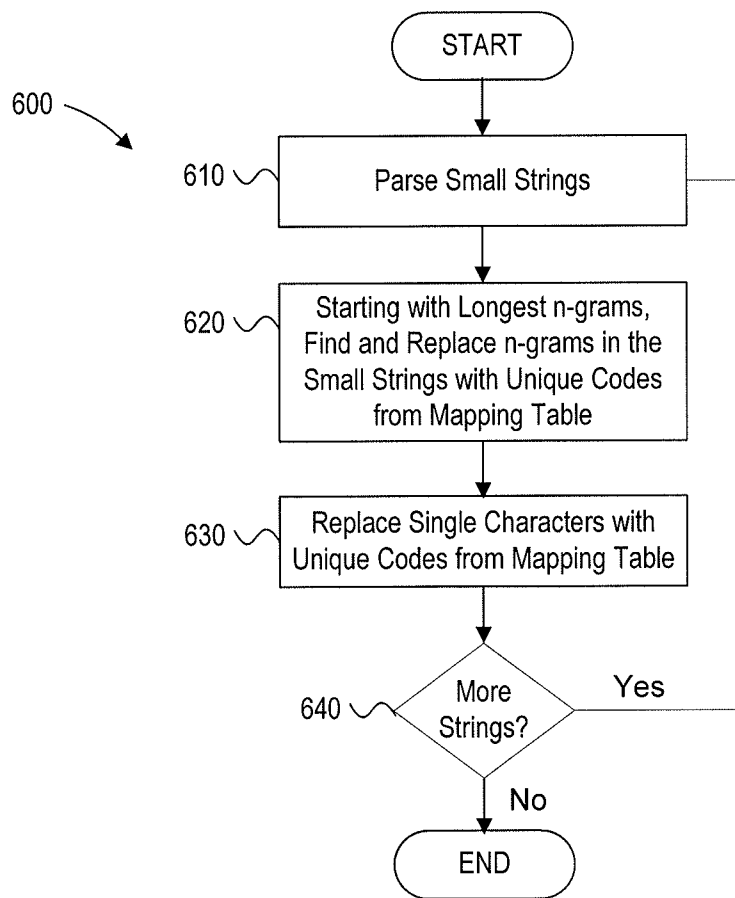 START
600
610
Parse Small Strings
620
Starting with Longest n-grams,
Find and Replace n-grams in the
Small Strings with Unique Codes
from Mapping Table
630
Replace Single Characters with
Unique Codes from Mapping Table
640
More
Strings?
Yes
No
END